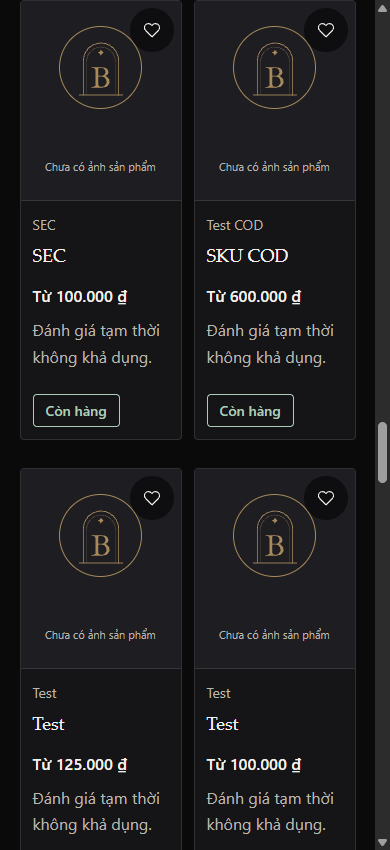 B
B
Chưa có ảnh sản phẩm
Chưa có ảnh sản phẩm
SEC
SEC
Từ 100.000 ₫
Đánh giá tạm thời
không khả dụng.
Còn hàng
Test COD
SKU COD
Từ 600.000 ₫
Đánh giá tạm thời
không khả dụng.
Còn hàng
B
B
Chưa có ảnh sản phẩm
Chưa có ảnh sản phẩm
Test
Test
Từ 125.000 ₫
Đánh giá tạm thời
không khả dụng.
Test
Test
Từ 100.000 ₫
Đánh giá tạm thời
không khả dụng.